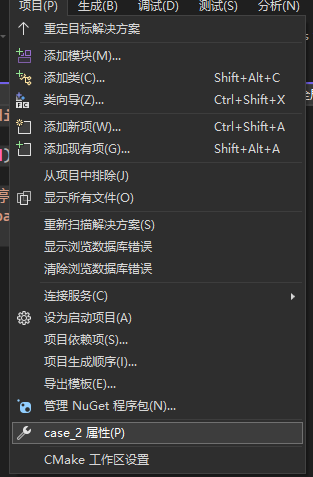 项目(P) 生成(B) 调试(D) 测试(S) 分析(N)
重定目标解决方案
添加模块(M)...
添加类(C)... Shift+Alt+C
类向导(Z)... Ctrl+Shift+X
添加新项(W)... Ctrl+Shift+A
添加现有项(G)... Shift+Alt+A
从项目中排除(J)
显示所有文件(O)
重新扫描解决方案(S)
显示浏览数据库错误
清除浏览数据库错误
连接服务(C)
设为启动项目(A)
项目依赖项(S)...
项目生成顺序(I)...
导出模板(E)...
管理 NuGet 程序包(N)...
case_2 属性(P)
CMake 工作区设置